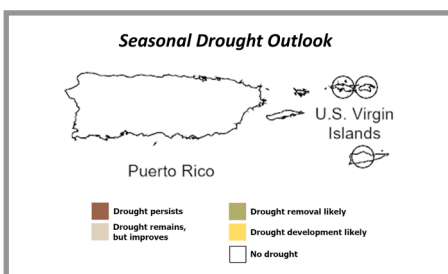 Seasonal Drought Outlook
U.S. Virgin
Islands
Puerto Rico
Drought persists
Drought remains,
but improves
Drought removal likely
Drought development likely
No drought